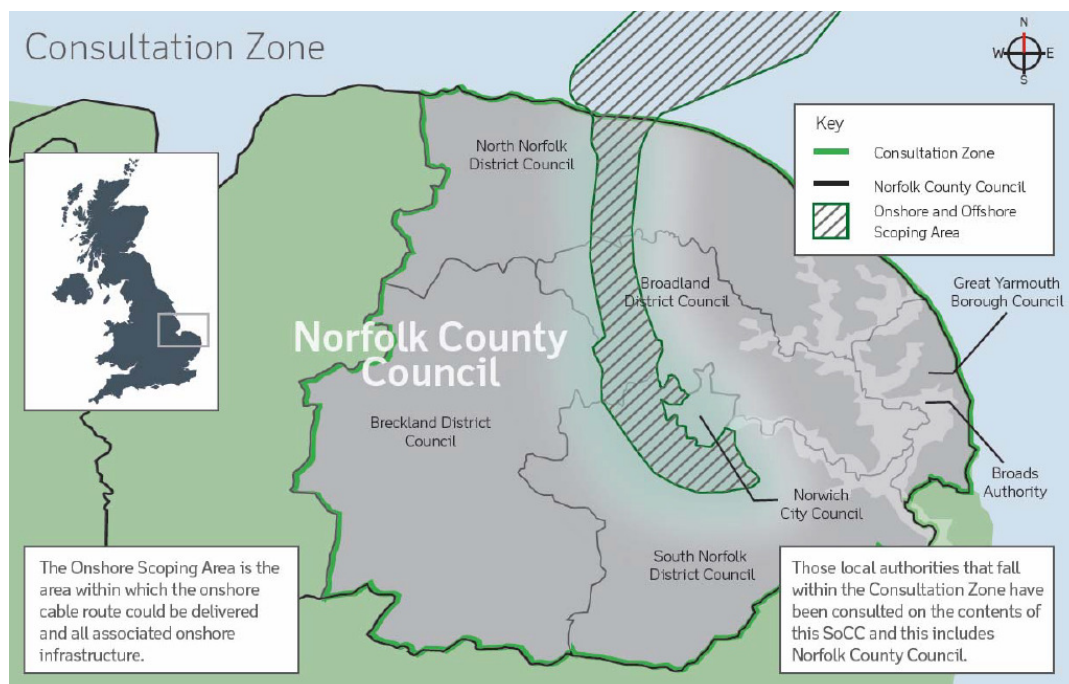 Consultation Zone
N
W
E
S
Key
Consultation Zone
Norfolk County Council
Onshore and Offshore
Scoping Area
North Norfolk
District Council
Broadland
District Council
Great Yarmouth
Borough Council
Norfolk County
Council
Breckland District
Council
Broads
Authority
Norwich
City Council
South Norfolk
District Council
The Onshore Scoping Area is the
area within which the onshore
cable route could be delivered
and all associated onshore
infrastructure.
Those local authorities that fall
within the Consultation Zone have
been consulted on the contents of
this SoCC and this includes
Norfolk County Council.